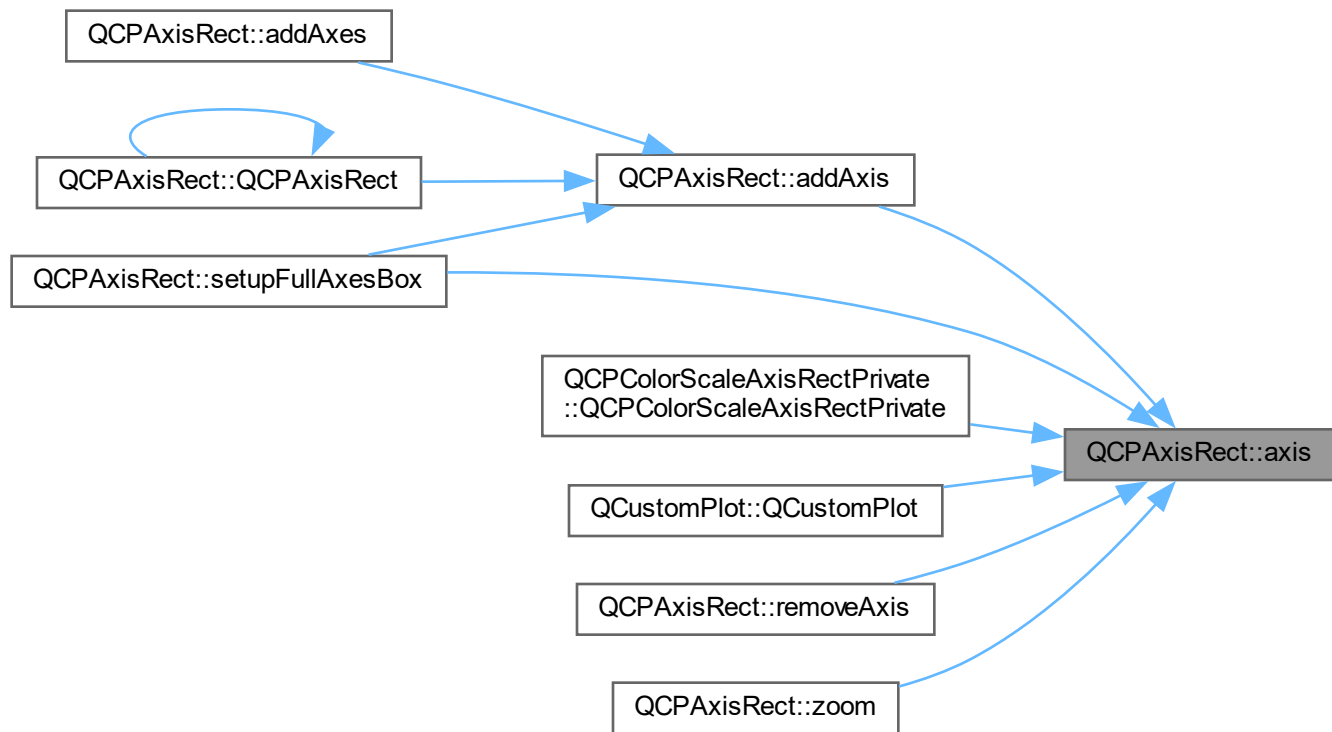 QCPAxisRect::addAxes
QCPAxisRect::QCPAxisRect
QCPAxisRect::addAxis
QCPAxisRect::setupFullAxesBox
QCPColorScaleAxisRectPrivate
::QCPColorScaleAxisRectPrivate
QCPAxisRect::axis
QCustomPlot::QCustomPlot
QCPAxisRect::removeAxis
QCPAxisRect::zoom